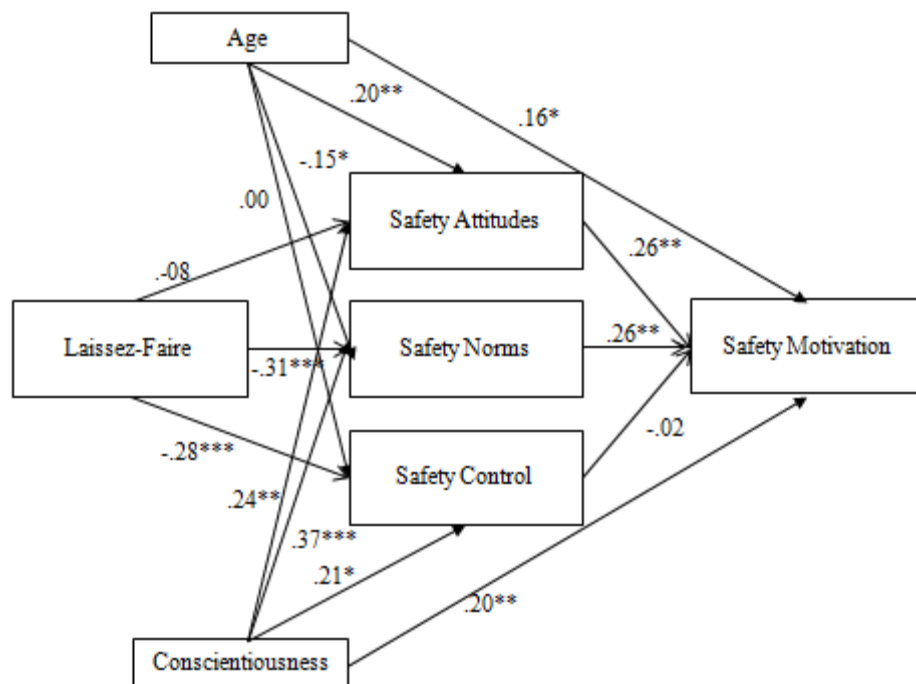 Age
.20**
.16*
-.15*
.00
Safety Attitudes
.-08
.26**
Laissez-Faire
-.31***
Safety Norms
.26**
Safety Motivation
-.28***
Safety Control
-.02
.24**
.37***
.21*
.20**
Conscientiousness